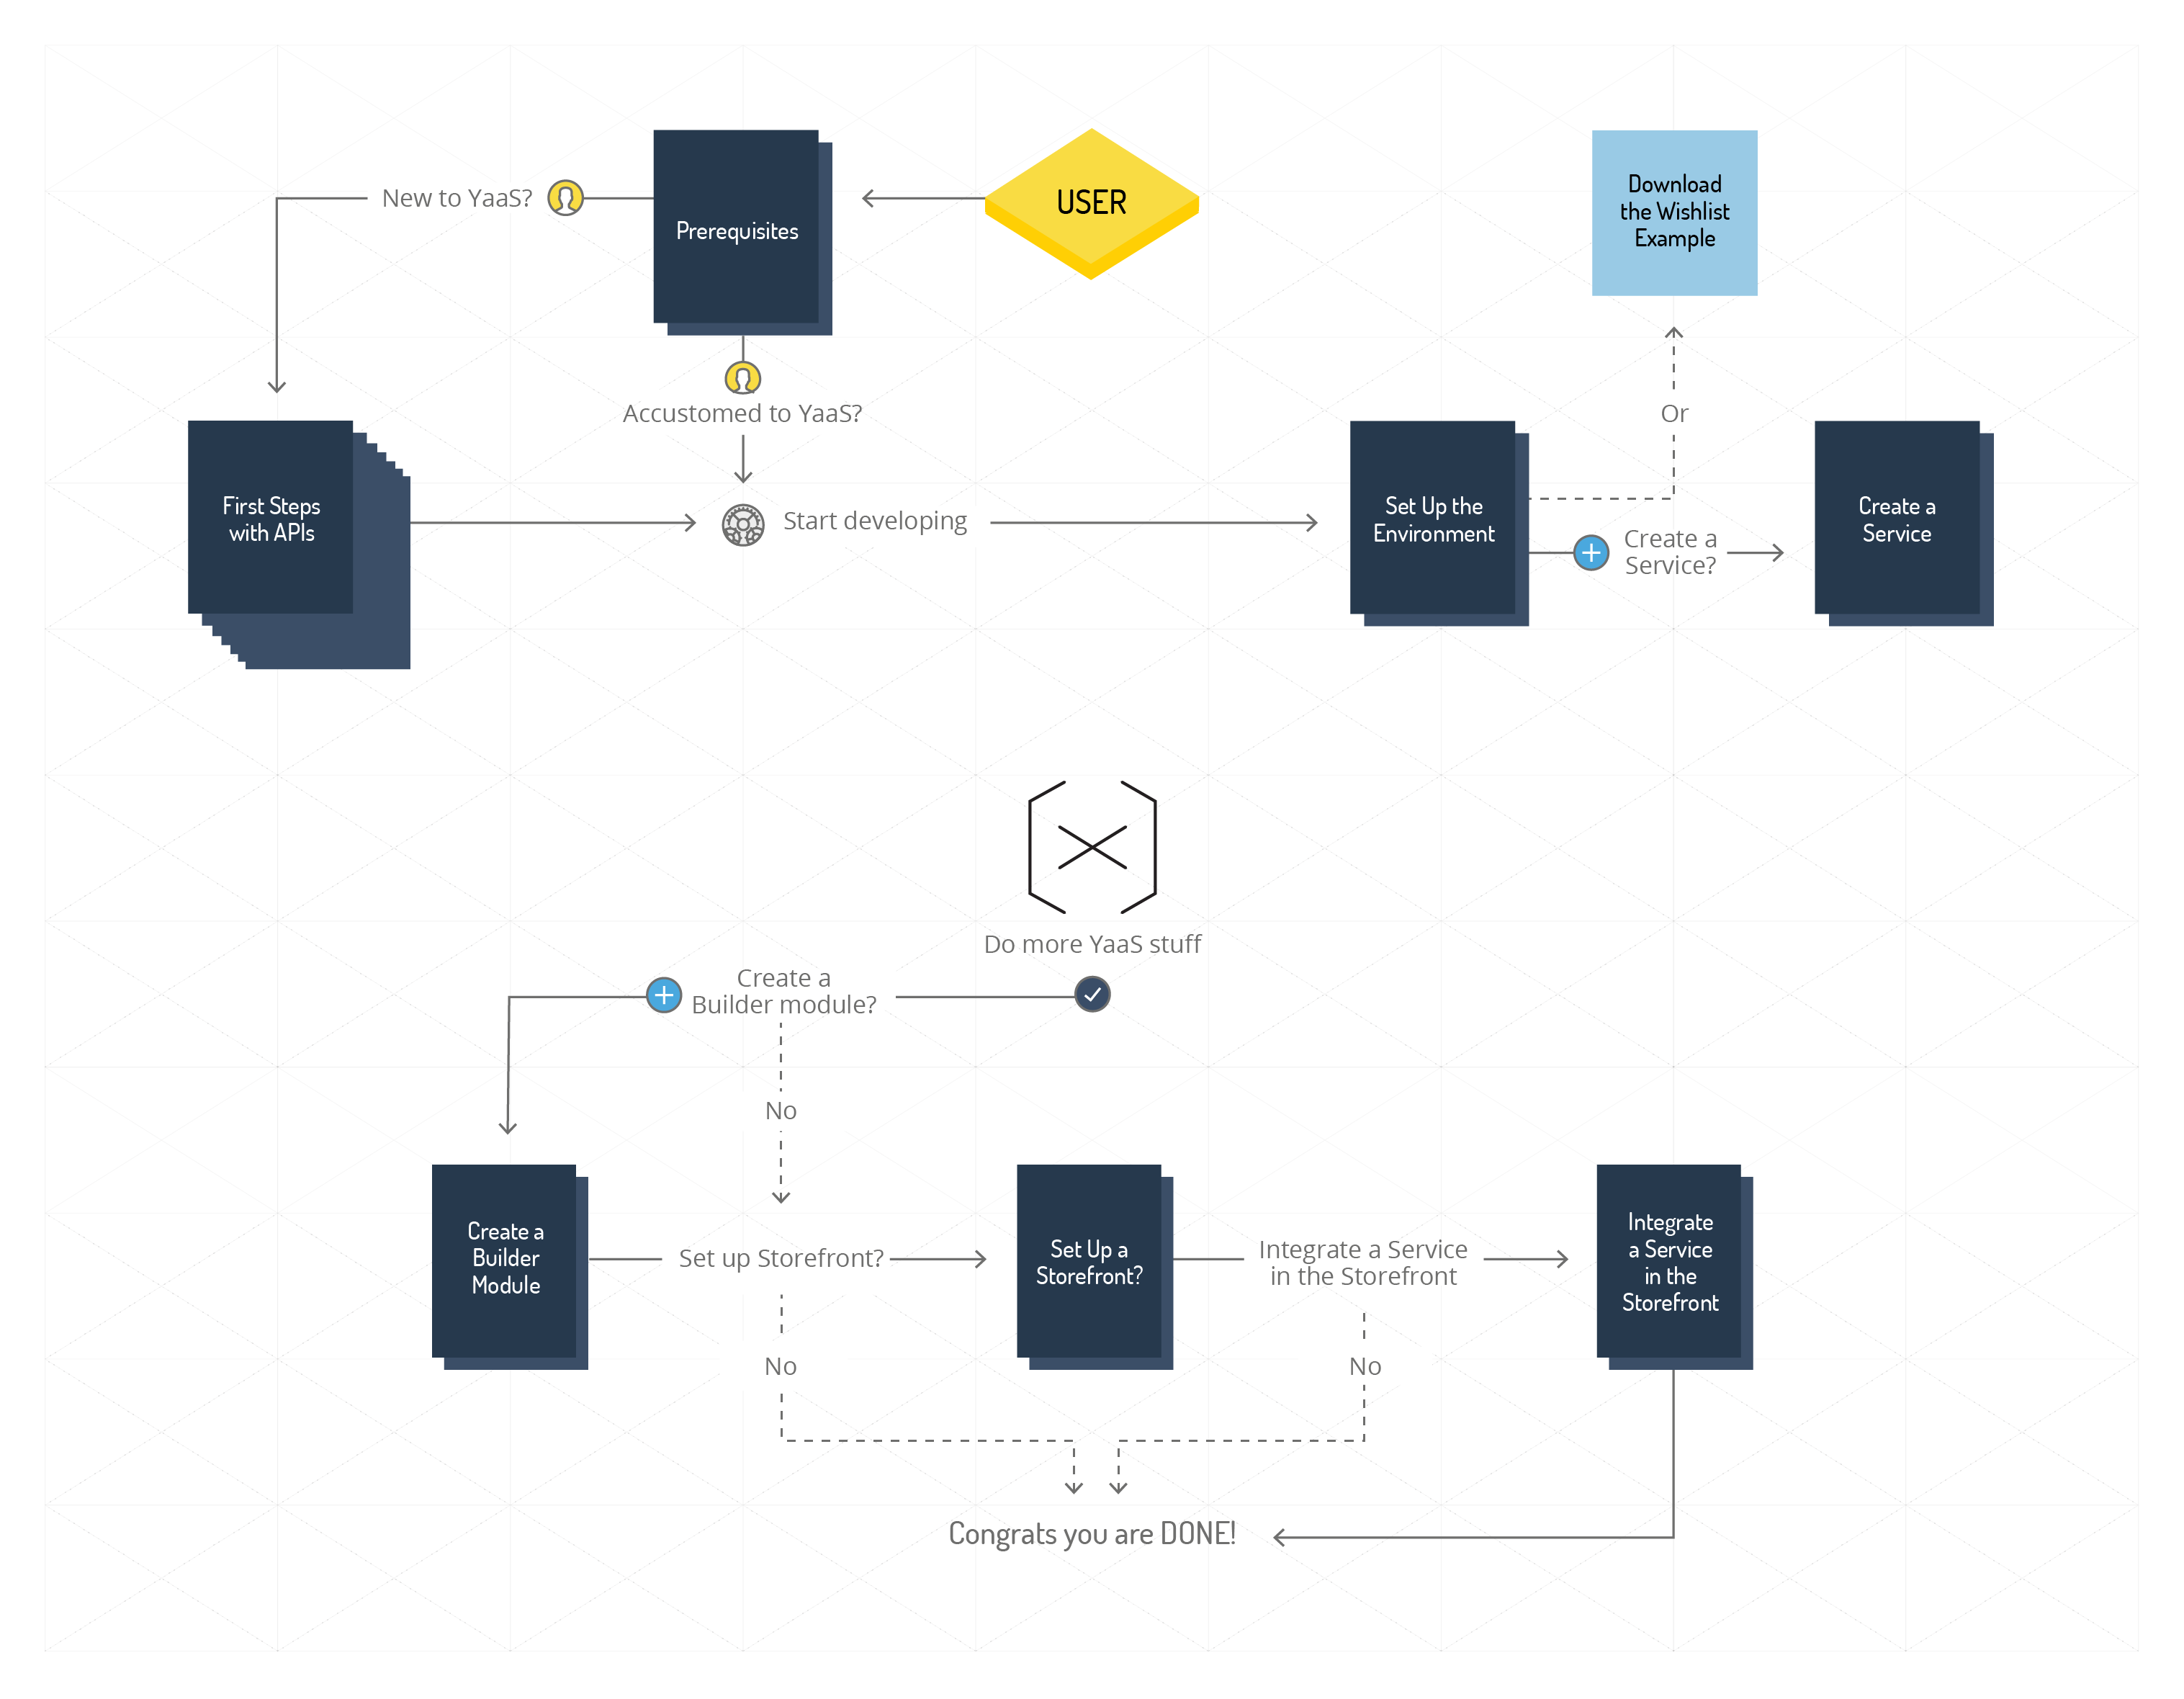 USER
Prerequisites
New to YaaS?
Download
the Wishlist
Example
Accustomed to YaaS?
Or
First Steps
with APIs
Start developing
Set Up the
Environment
Create a
Service?
Create a
Service
Do more YaaS stuff
Create a
Builder module?
No
Create a
Builder
Module
Set up Storefront?
Set Up a
Storefront?
Integrate a Service
in the Storefront
Integrate
a Service
in the
Storefront
No
No
Congrats you are DONE!